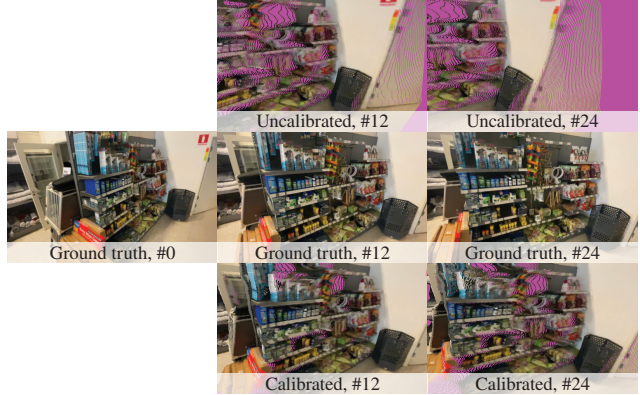 Uncalibrated, #12
Uncalibrated, #24
Ground truth, #0
Ground truth, #12
Ground truth, #24
Calibrated, #12
Calibrated, #24